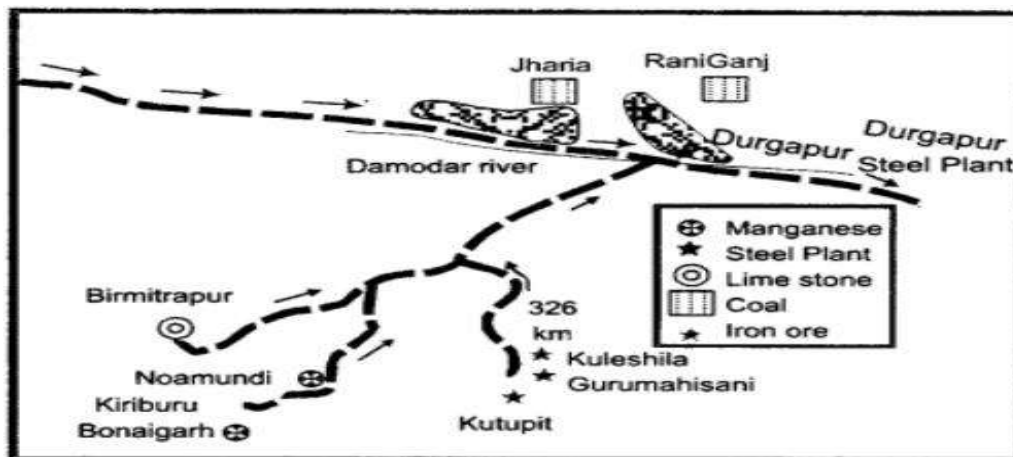 Jharia
RaniGanj
Durgapur
Durgapur
Steel Plant
Damodar river
Manganese
Steel Plant
Lime stone
Coal
Iron ore
Birmitrapur
326
km
Kuleshila
Noamundi
Gurumahisani
Kiriburu
Bonaigarh
Kutupit